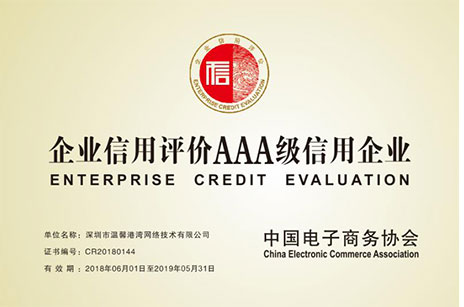 企业信用评价
信
ENTERPRISE CREDIT EVALUATION
企业信用评价AAA级信用企业
ENTERPRISE CREDIT EVALUATION
单位名称：深圳市温馨港湾网络技术有限公司
证书编号：CR20180144
有 效 期：2018年06月01日至2019年05月31日
中国电子商务协会
China Electronic Commerce Association